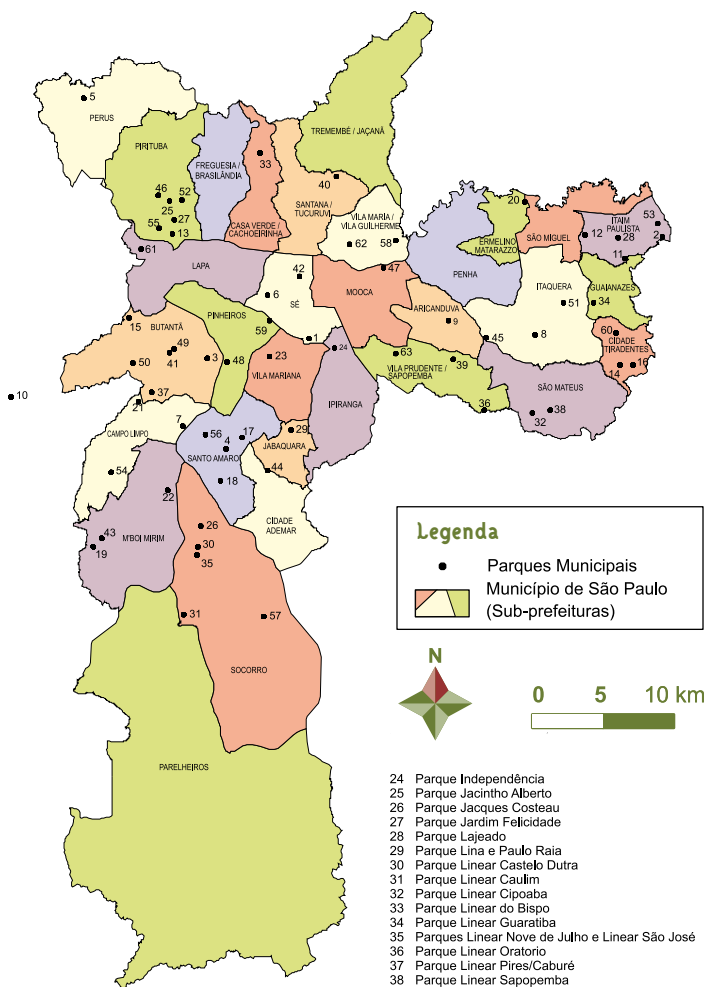 5
PERUS
TREMEMBÉ / JAÇANÃ
PIRITUBA
FREGUESIA /
BRASILÂNDIA
33
46
52
25
27
55
13
40
SANTANA /
TUCURUVI
CASA VERDE /
CACHOEIRINHA
VILA MARÍA /
VILA GUILHERME
62
58
20
ERMELINO
MATARAZZO
SÃO MIGUEL
ITAIM
PAULISTA
53
12
28
2
11
61
LAPA
42
6
SÉ
47
MOOCA
PENHA
ITAQUERA
51
GUAIANAZES
34
ARICANDUVA
9
8
45
15
BUTANTÃ
PINHEIROS
59
1
24
60
CIDADE
TIRADENTES
14
16
49
41
50
3
48
23
VILA MARIANA
63
39
VILA PRUDENTE /
SAPOPEMBA
SÃO MATEUS
10
37
21
IPIRANGA
36
32
38
7
CAMPO LIMPO
56
17
4
SANTO AMARO
29
JABAQUARA
44
54
18
22
CIDADE
ADEMAR
43
M'BOI MIRIM
19
26
30
35
31
57
SOCORRO
PARELHEIROS
Legenda
Parques Municipais
Município de São Paulo
(Sub-prefeituras)
N
0 5 10 km
24 Parque Independência
25 Parque Jacintho Alberto
26 Parque Jacques Costeau
27 Parque Jardim Felicidade
28 Parque Lajeado
29 Parque Lina e Paulo Raia
30 Parque Linear Castelo Dutra
31 Parque Linear Caulim
32 Parque Linear Cipoaba
33 Parque Linear do Bispo
34 Parque Linear Guaratiba
35 Parques Linear Nove de Julho e Linear São José
36 Parque Linear Oratorio
37 Parque Linear Pires/Caburé
38 Parque Linear Sapopemba